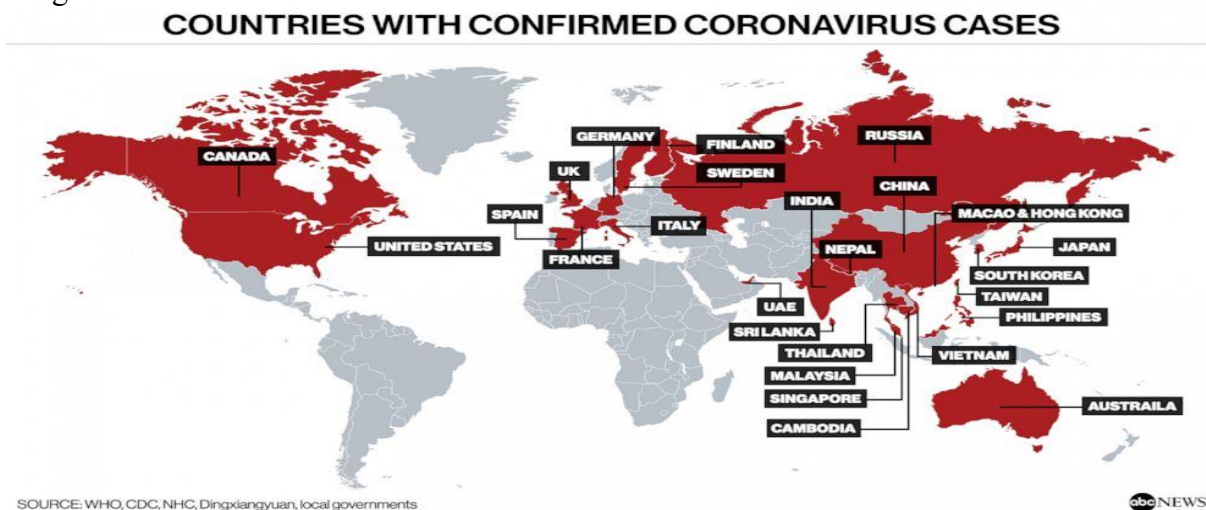 COUNTRIES WITH CONFIRMED CORONAVIRUS CASES
CANADA
UNITED STATES
GERMANY
FINLAND
UK
SWEDEN
SPAIN
ITALY
FRANCE
RUSSIA
CHINA
INDIA
MACAO & HONG KONG
NEPAL
JAPAN
SOUTH KOREA
UAE
TAIWAN
SRI LANKA
PHILIPPINES
THAILAND
VIETNAM
MALAYSIA
SINGAPORE
AUSTRAILA
CAMBODIA
SOURCE: WHO, CDC, NHC, Dingxiangyuan, local governments
abc NEWS